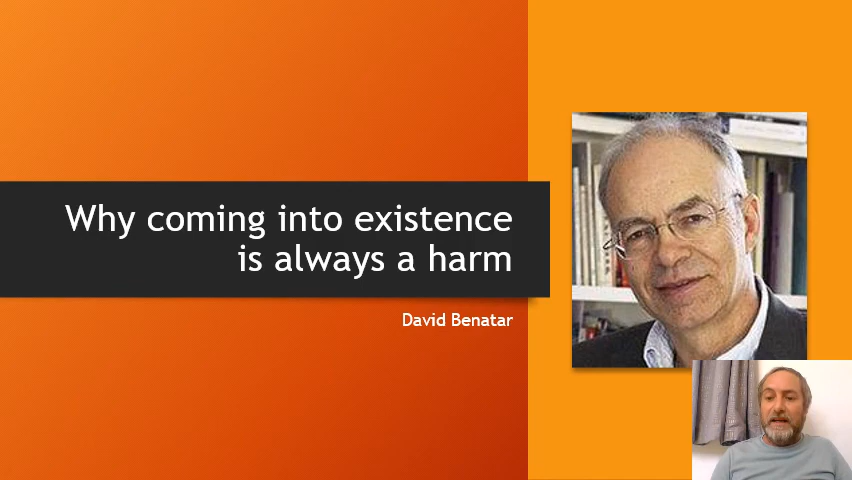 Why coming into existence
is always a harm
David Benatar